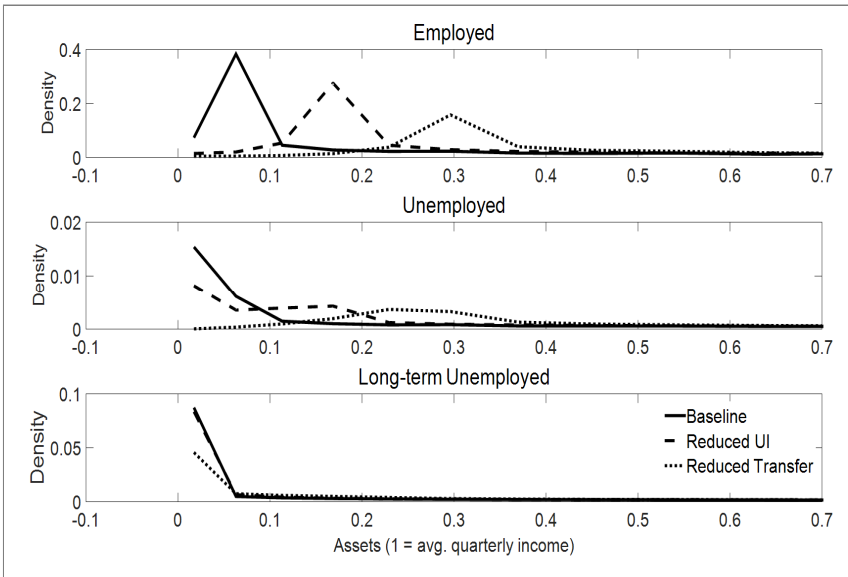 Employed
Density
0.4
0.2
0
-0.1 0 0.1 0.2 0.3 0.4 0.5 0.6 0.7
Unemployed
Density
0.02
0.01
0
-0.1 0 0.1 0.2 0.3 0.4 0.5 0.6 0.7
Long-term Unemployed
Density
0.1
0.05
0
Baseline
Reduced UI
Reduced Transfer
-0.1 0 0.1 0.2 0.3 0.4 0.5 0.6 0.7
Assets (1 = avg. quarterly income)